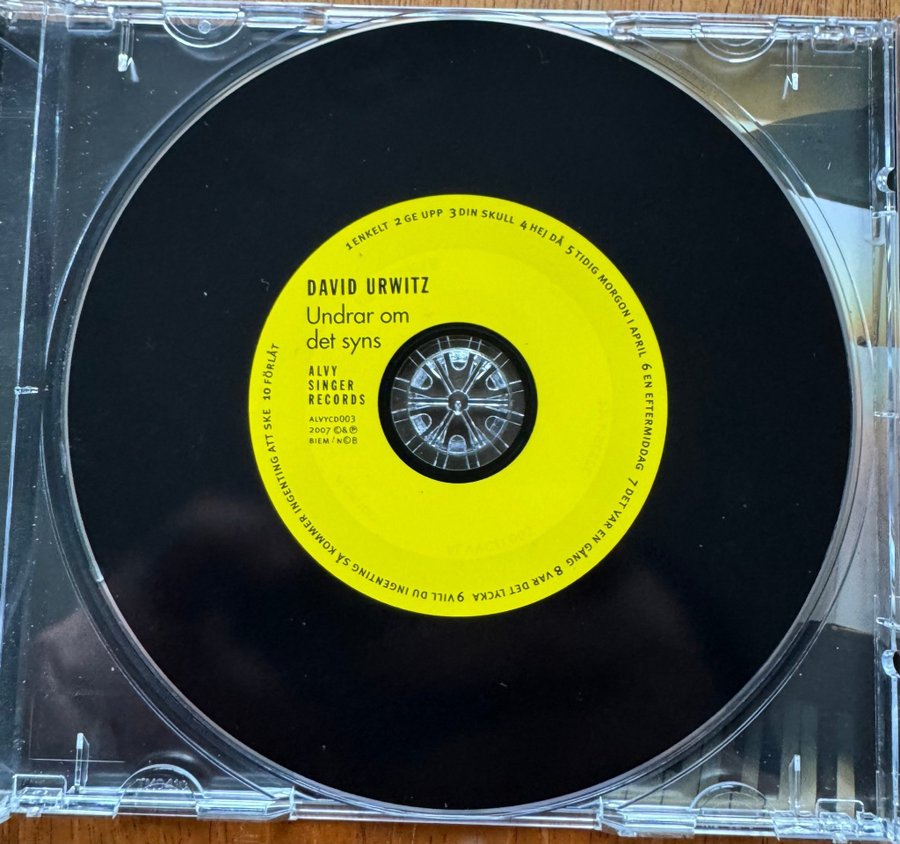 1 ENKELT 2 GE UPP 3 DIN SKULL 4 HEJ DÅ 5 TIDIG MORGON I APRIL 6 EN EFTERMIDDAG 7 DET VAR EN GÅNG 8 VAR DET LYCKA 9 VILL DU INGENTING SÅ KOMMER INGENTING ATT SKE 10 FÖRLÅT
DAVID URWITZ
Undrar om
det syns
ALVY
SINGER
RECORDS
ALVYCD003
2007 ©&℗
BIEM/N©B